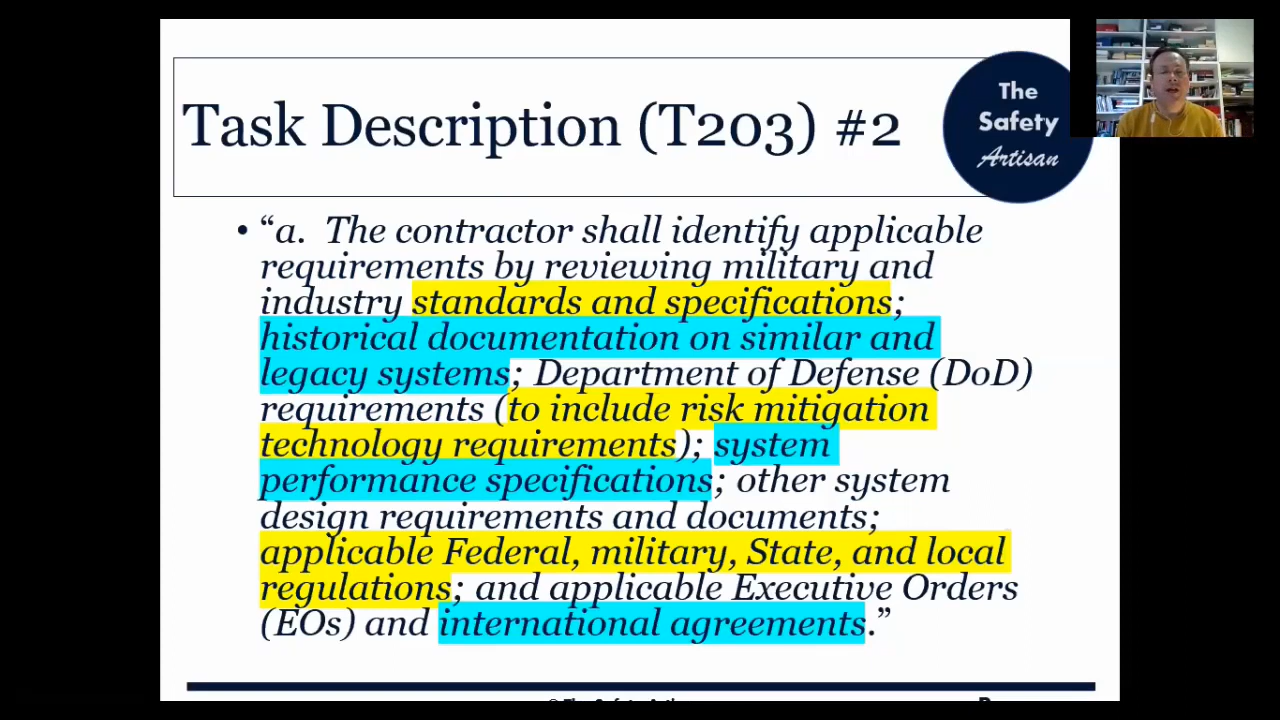 Task Description (T203) #2
The
Safety
Artisan
• “a. The contractor shall identify applicable
requirements by reviewing military and
industry standards and specifications;
historical documentation on similar and
legacy systems; Department of Defense (DoD)
requirements (to include risk mitigation
technology requirements); system
performance specifications; other system
design requirements and documents;
applicable Federal, military, State, and local
regulations; and applicable Executive Orders
(EOs) and international agreements.”